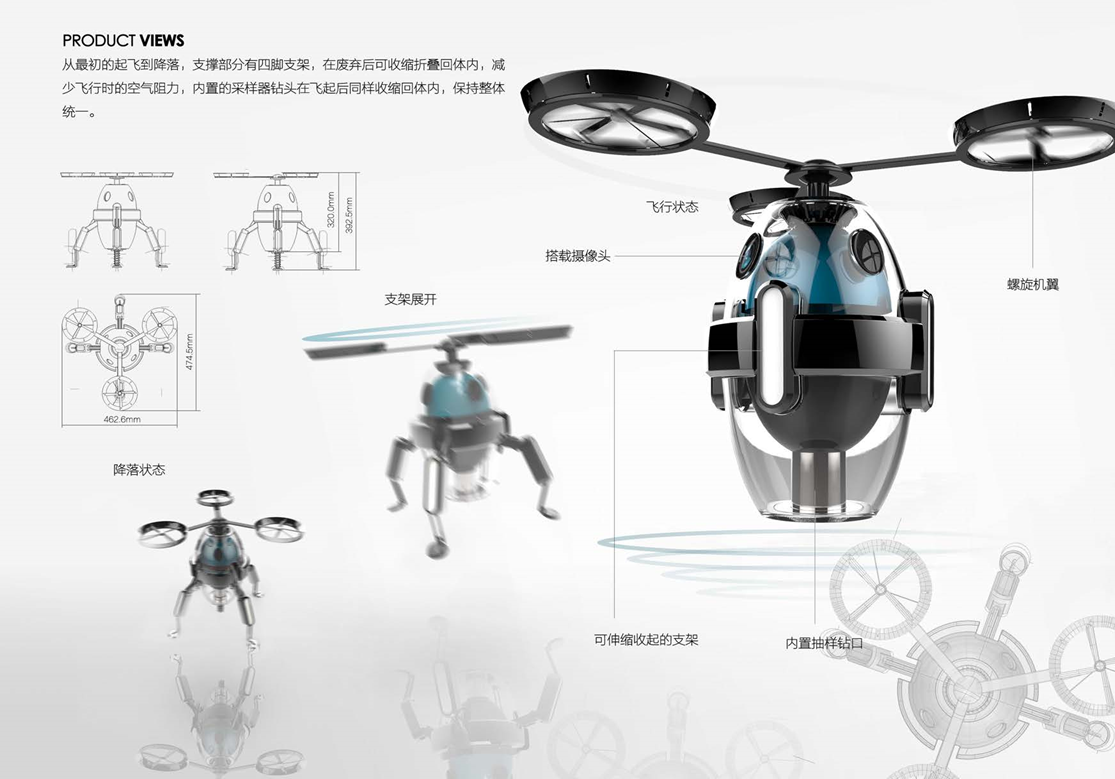 PRODUCT VIEWS
从最初的起飞到降落，支撑部分有四脚支架，在废弃后可收缩折叠回体内，减
少飞行时的空气阻力，内置的采样器钻头在飞起后同样收缩回体内，保持整体
统一。
320.0mm
392.5mm
飞行状态
搭载摄像头
螺旋机翼
支架展开
474.5mm
462.6mm
降落状态
可伸缩收起的支架
内置抽样钻口